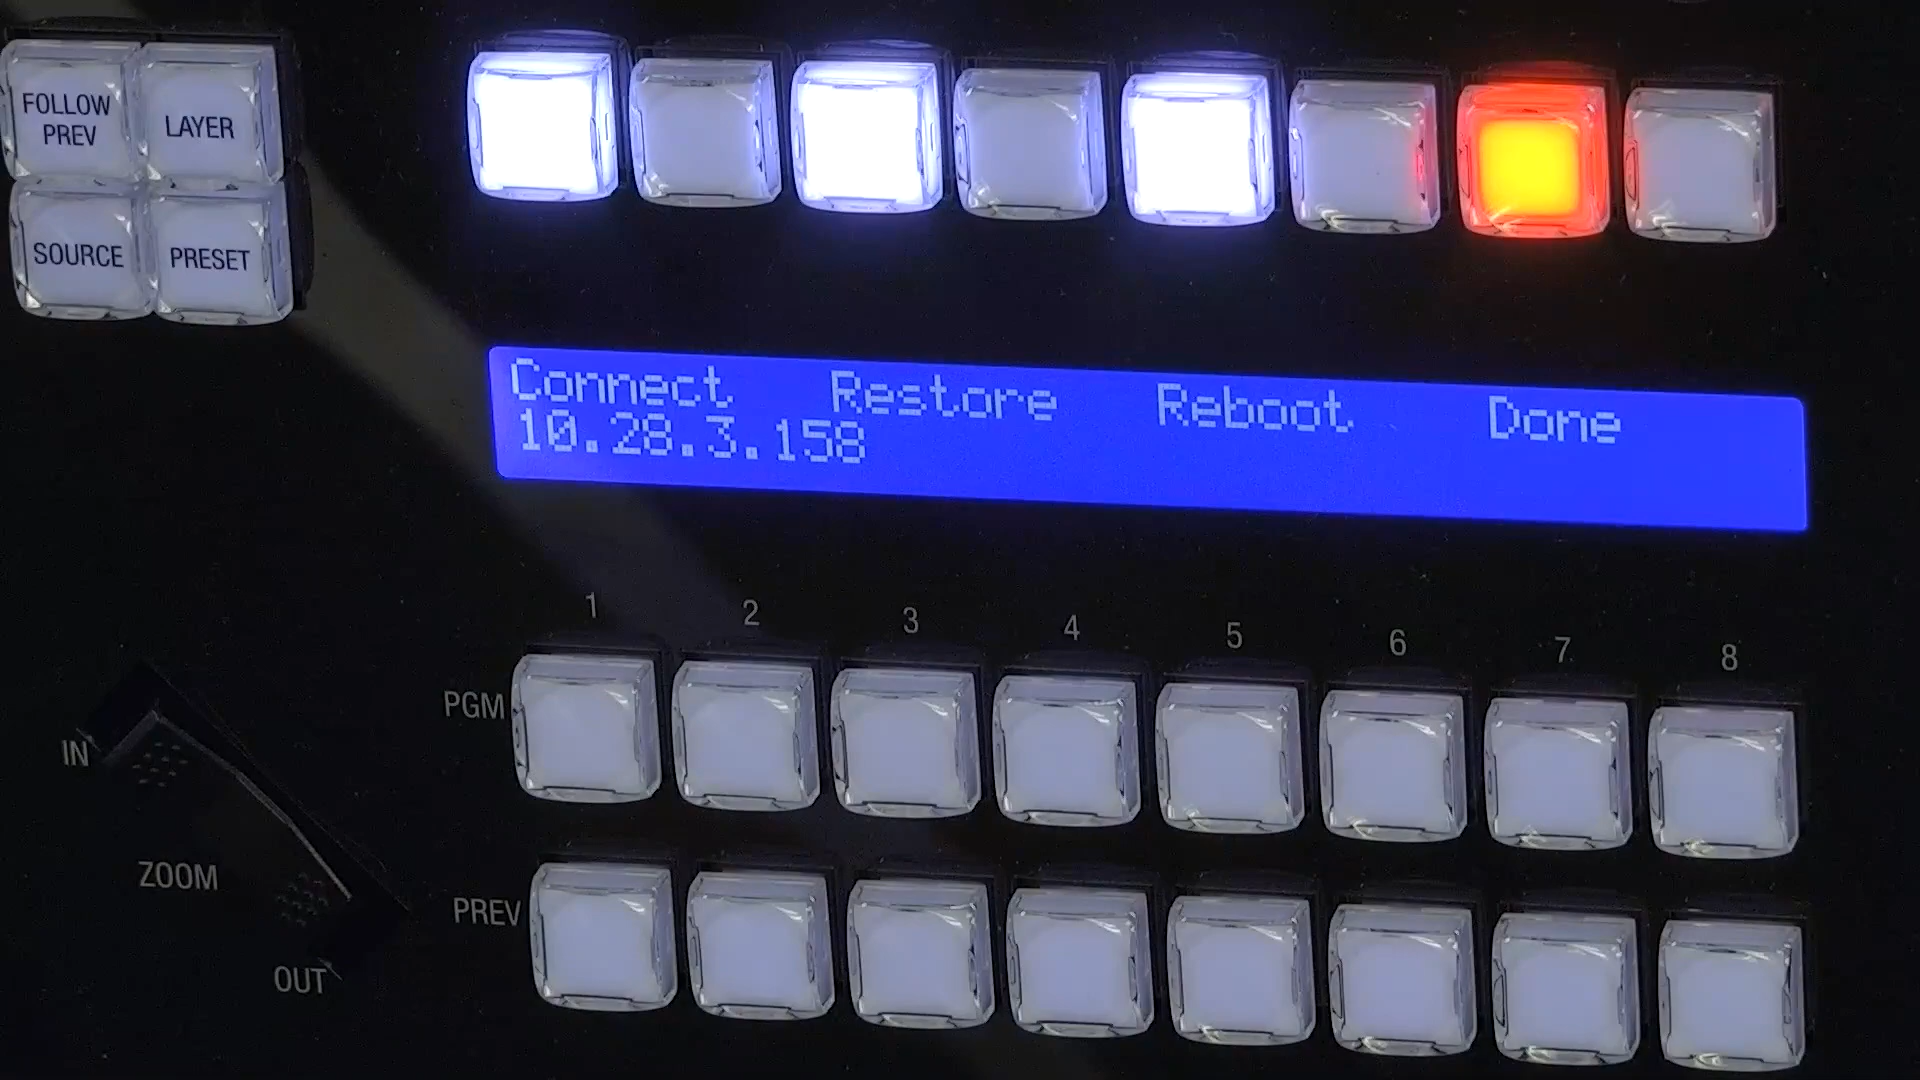 FOLLOW
PREV
LAYER
SOURCE
PRESET
Connect Restore Reboot Done
10.28.3.158
1 2 3 4 5 6 7 8
PGM
IN
ZOOM
PREV
OUT